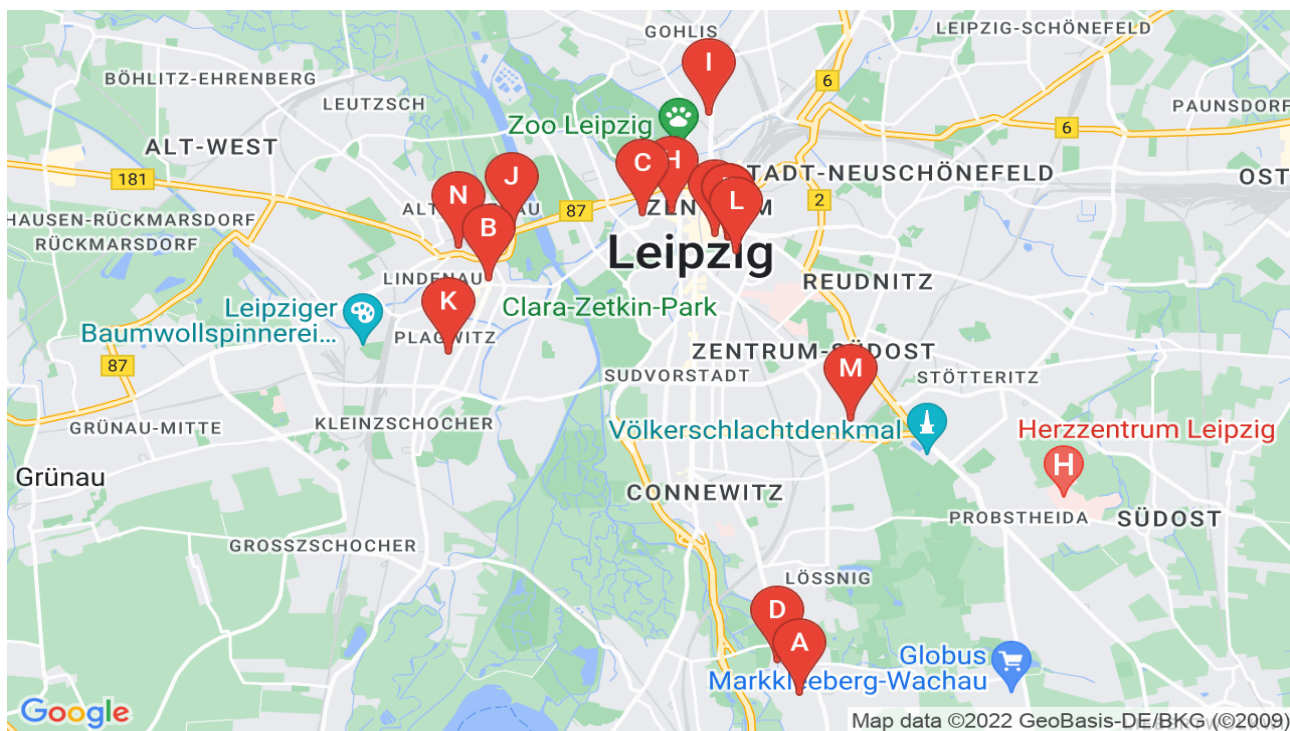 GOHLIS
LEIPZIG-SCHÖNEFELD
I
BÖHLITZ-EHRENBERG
6
LEUTZSCH
PAUNSDORF
Zoo Leipzig
6
ALT-WEST
C
H
181
N
J
STADT-NEUSCHÖNEFELD
OST
2
L
87
HAUSEN-RÜCKMARSDORF
B
RÜCKMARSDORF
Leipzig
LINDENAU
REUDNITZ
K
Leipziger
Baumwollspinnerei...
Clara-Zetkin-Park
PLAGWITZ
ZENTRUM-SÜDOST
87
M
SÜDVORSTADT
STÖTTERITZ
KLEINZSCHOCHER
GRÜNAU-MITTE
Völkerschlachtdenkmal
Herzzentrum Leipzig
H
Grünau
CONNEWITZ
PROBSTHEIDA
SÜDOST
GROSSZSCHOCHER
LÖSSNIG
D
A
Globus
Markkleeberg-Wachau
Google
Map data ©2022 GeoBasis-DE/BKG (©2009)